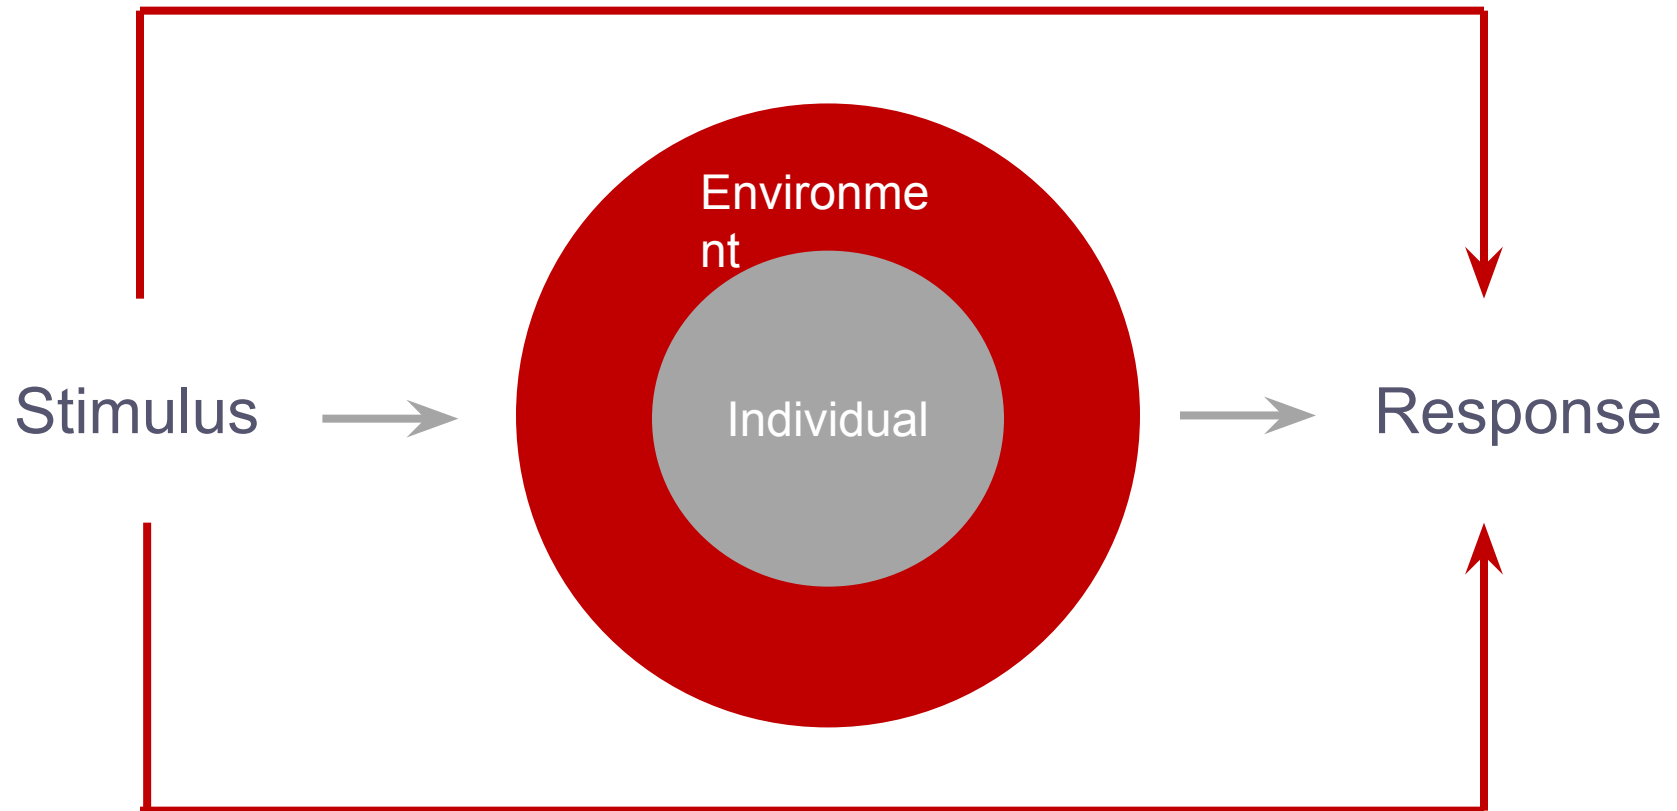 Environme
nt
Stimulus
Individual
Response